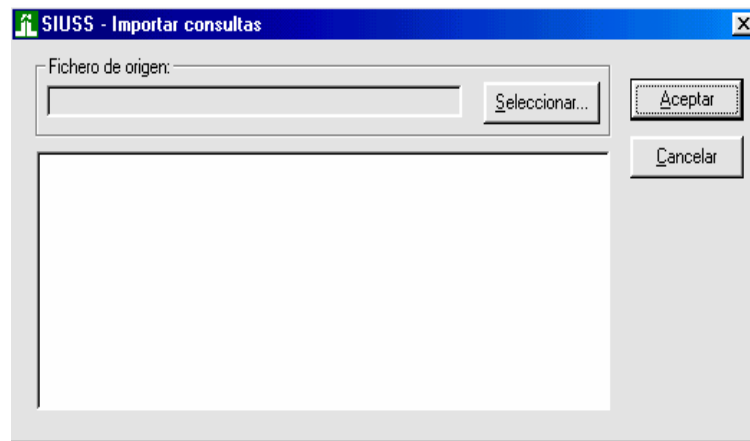 SIUSS - Importar consultas
Fichero de origen:
Seleccionar...
Aceptar
Cancelar